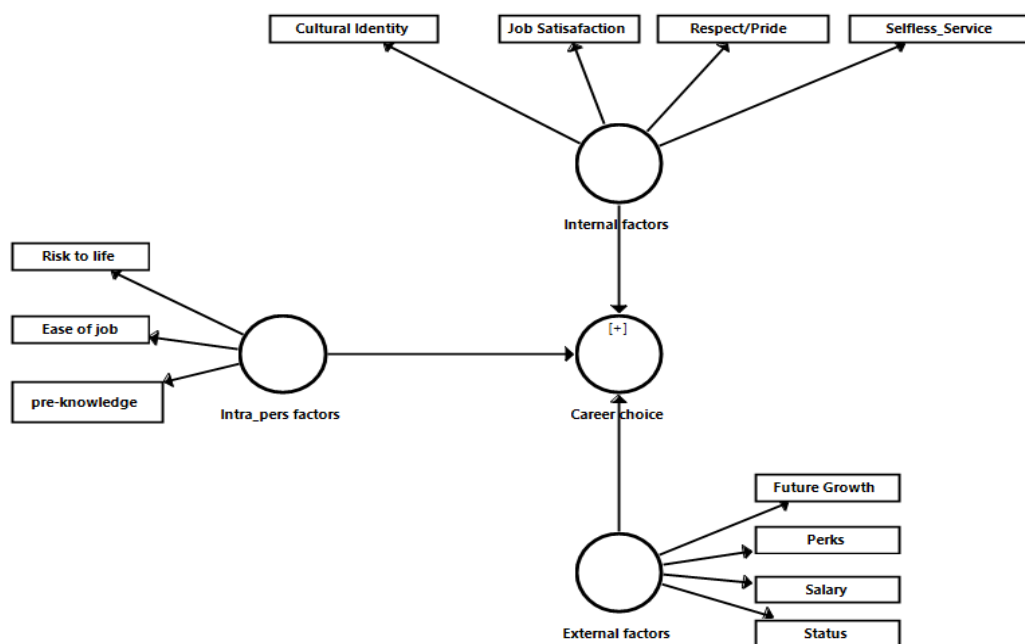 Cultural Identity
Job Satisafaction
Respect/Pride
Selfless_Service
Internal factors
Risk to life
Ease of job
pre-knowledge
Intra_pers factors
[+]
Career choice
Future Growth
Perks
Salary
Status
External factors